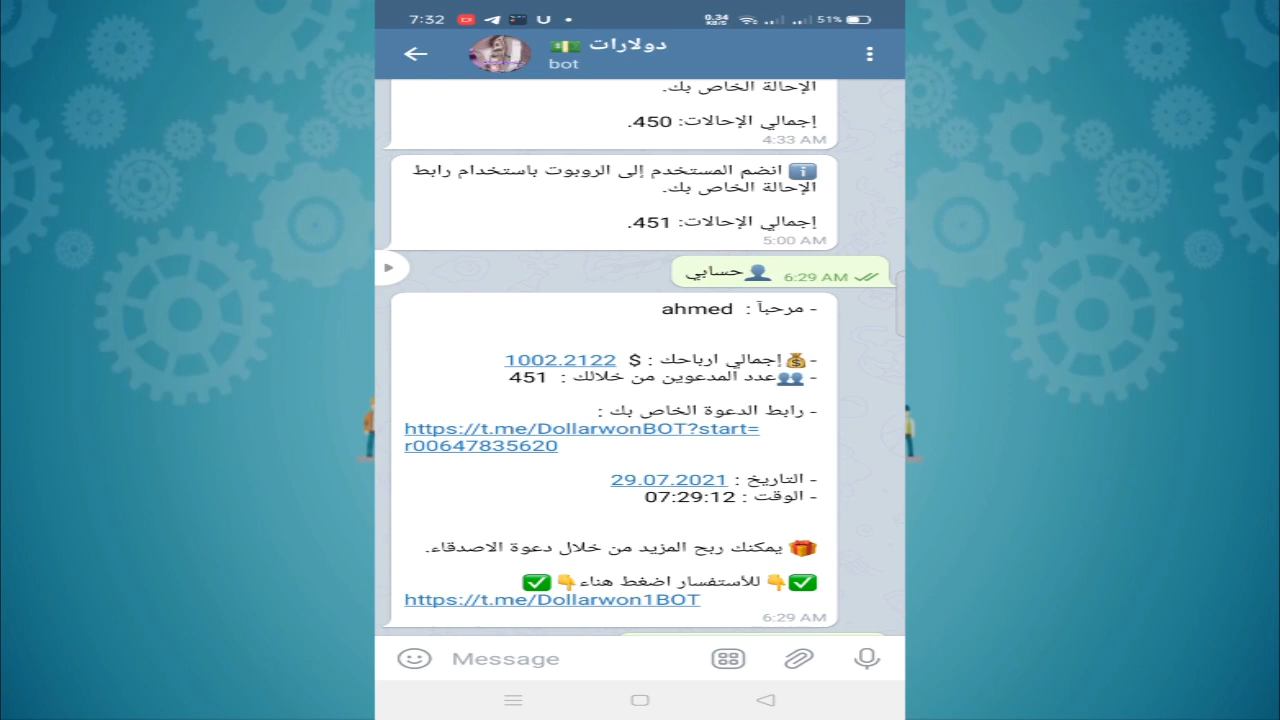 7:32
0.34 KB/S
51%
دولارات 💵
bot
الإحالة الخاص بك.
إجمالي الإحالات: 450.
4:33 AM
ℹ️ انضم المستخدم إلى الروبوت باستخدام رابط
الإحالة الخاص بك.
إجمالي الإحالات: 451.
5:00 AM
👤حسابي
6:29 AM
- مرحبآ : ahmed
- 💰إجمالي ارباحك : $ 1002.2122
- 👥عدد المدعوين من خلالك : 451
- رابط الدعوة الخاص بك :
https://t.me/DollarwonBOT?start=
r00647835620
- التاريخ : 29.07.2021
- الوقت : 07:29:12
🎁 يمكنك ربح المزيد من خلال دعوة الاصدقاء.
✅👇 للأستفسار اضغط هناء👇✅
https://t.me/Dollarwon1BOT
6:29 AM
Message